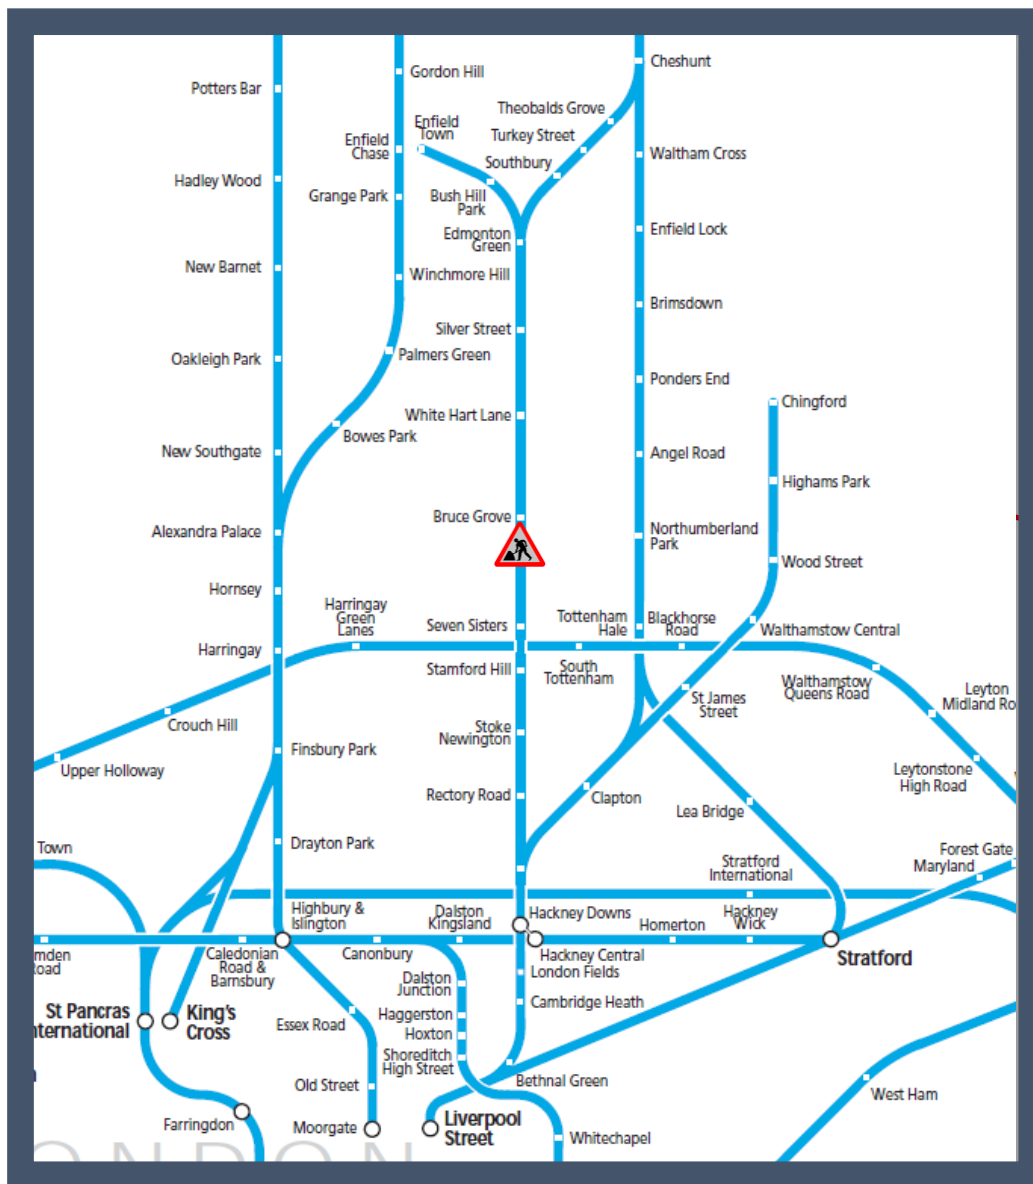 Potters Bar
Hadley Wood
New Barnet
Oakleigh Park
New Southgate
Alexandra Palace
Hornsey
Harringay
Finsbury Park
Drayton Park
Highbury &
Islington
Gordon Hill
Enfield
Chase
Grange Park
Winchmore Hill
Palmers Green
Bowes Park
Enfield
Town
Bush Hill
Park
Edmonton
Green
Silver Street
White Hart Lane
Bruce Grove
Seven Sisters
Stamford Hill
Stoke
Newington
Rectory Road
Hackney Downs
Hackney Central
London Fields
Cambridge Heath
Bethnal Green
Liverpool
Street
Cheshunt
Theobalds Grove
Turkey Street
Southbury
Waltham Cross
Enfield Lock
Brimsdown
Ponders End
Angel Road
Northumberland
Park
Tottenham
Hale
Chingford
Highams Park
Wood Street
Walthamstow Central
St James
Street
Clapton
Lea Bridge
Harringay
Green
Lanes
Crouch Hill
Upper Holloway
South
Tottenham
Blackhorse
Road
Walthamstow
Queens Road
Leyton
Midland Ro
Leytonstone
High Road
Forest Gate
Maryland
Stratford
International
Stratford
Hackney
Wick
Homerton
Dalston
Kingsland
Canonbury
Caledonian
Road &
Barnsbury
mden
oad
Town
Dalston
Junction
Haggerston
Hoxton
Shoreditch
High Street
Whitechapel
Essex Road
Old Street
Moorgate
St Pancras
nternational
King's
Cross
Farringdon
West Ham
ONDON